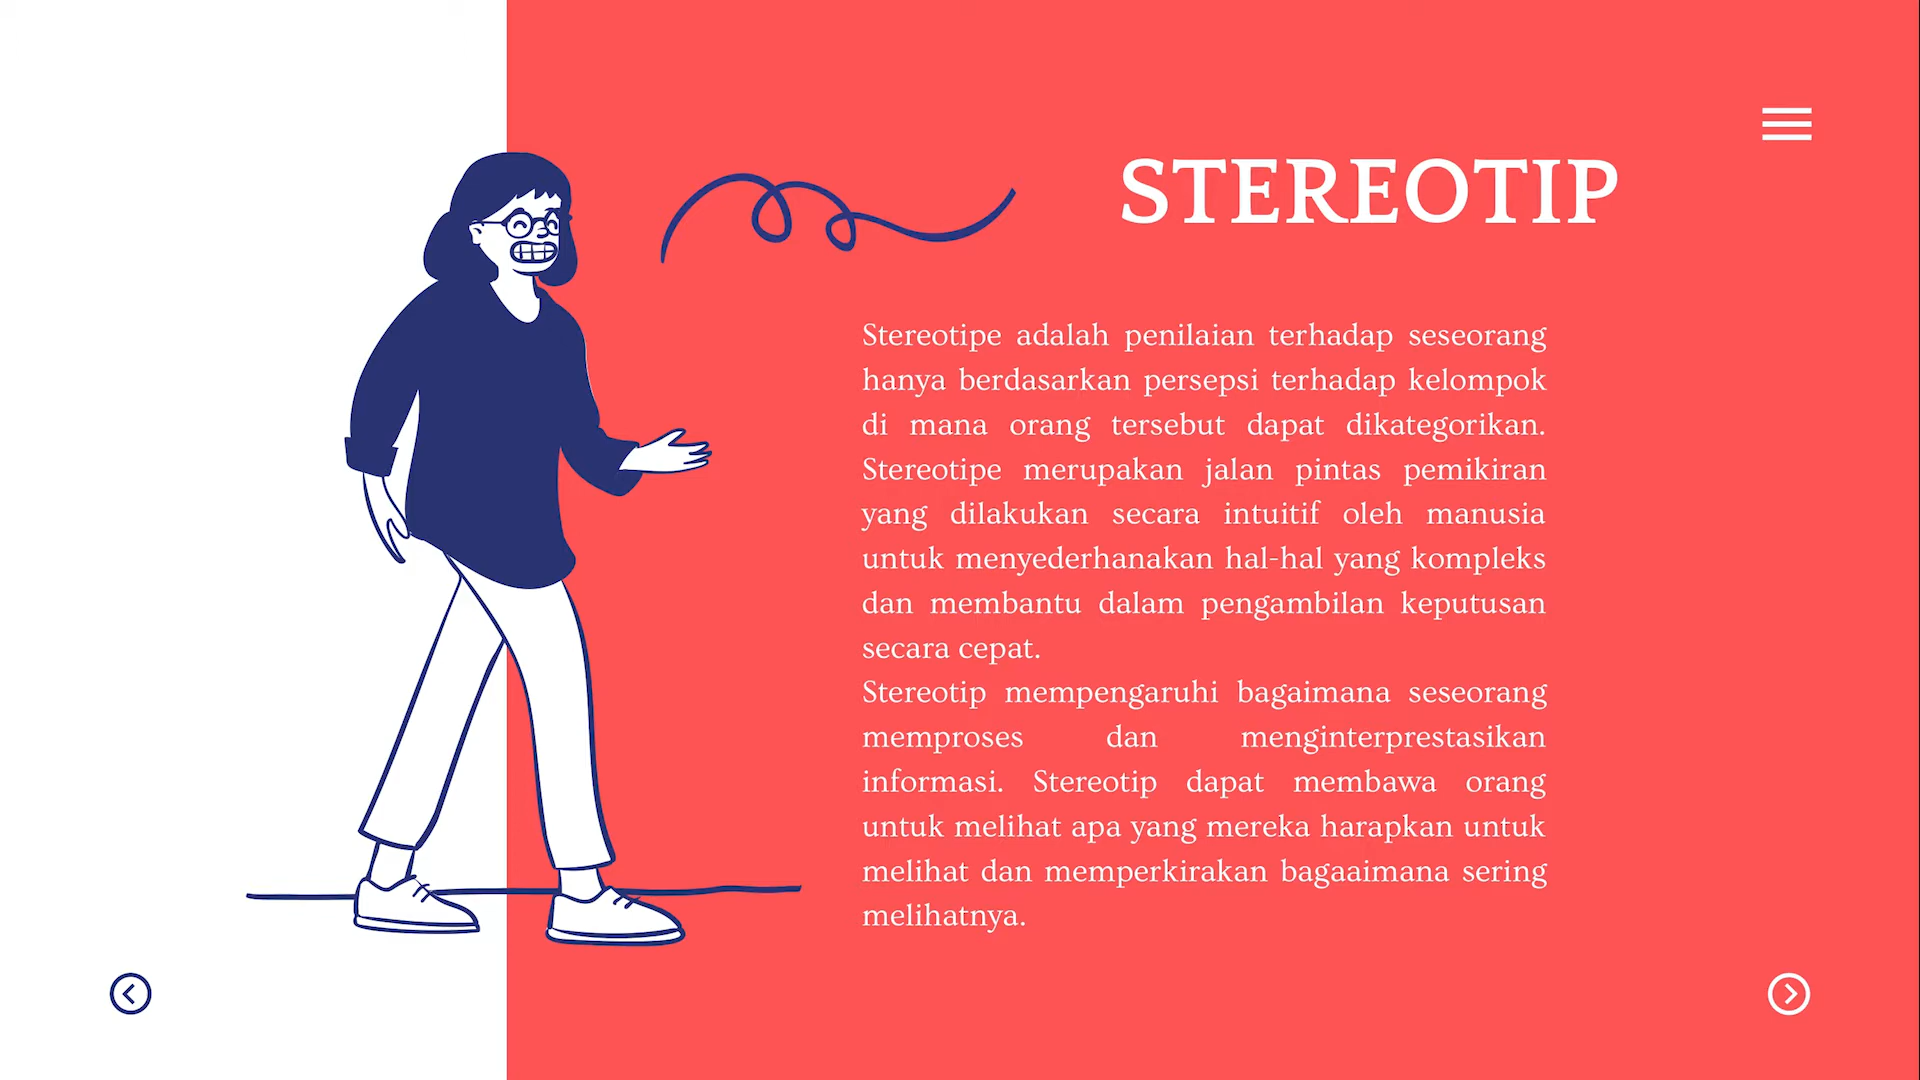 STEREOTIP
Stereotipe adalah penilaian terhadap seseorang
hanya berdasarkan persepsi terhadap kelompok
di mana orang tersebut dapat dikategorikan.
Stereotipe merupakan jalan pintas pemikiran
yang dilakukan secara intuitif oleh manusia
untuk menyederhanakan hal-hal yang kompleks
dan membantu dalam pengambilan keputusan
secara cepat.
Stereotip mempengaruhi bagaimana seseorang
memproses dan menginterprestasikan
informasi. Stereotip dapat membawa orang
untuk melihat apa yang mereka harapkan untuk
melihat dan memperkirakan bagaaimana sering
melihatnya.